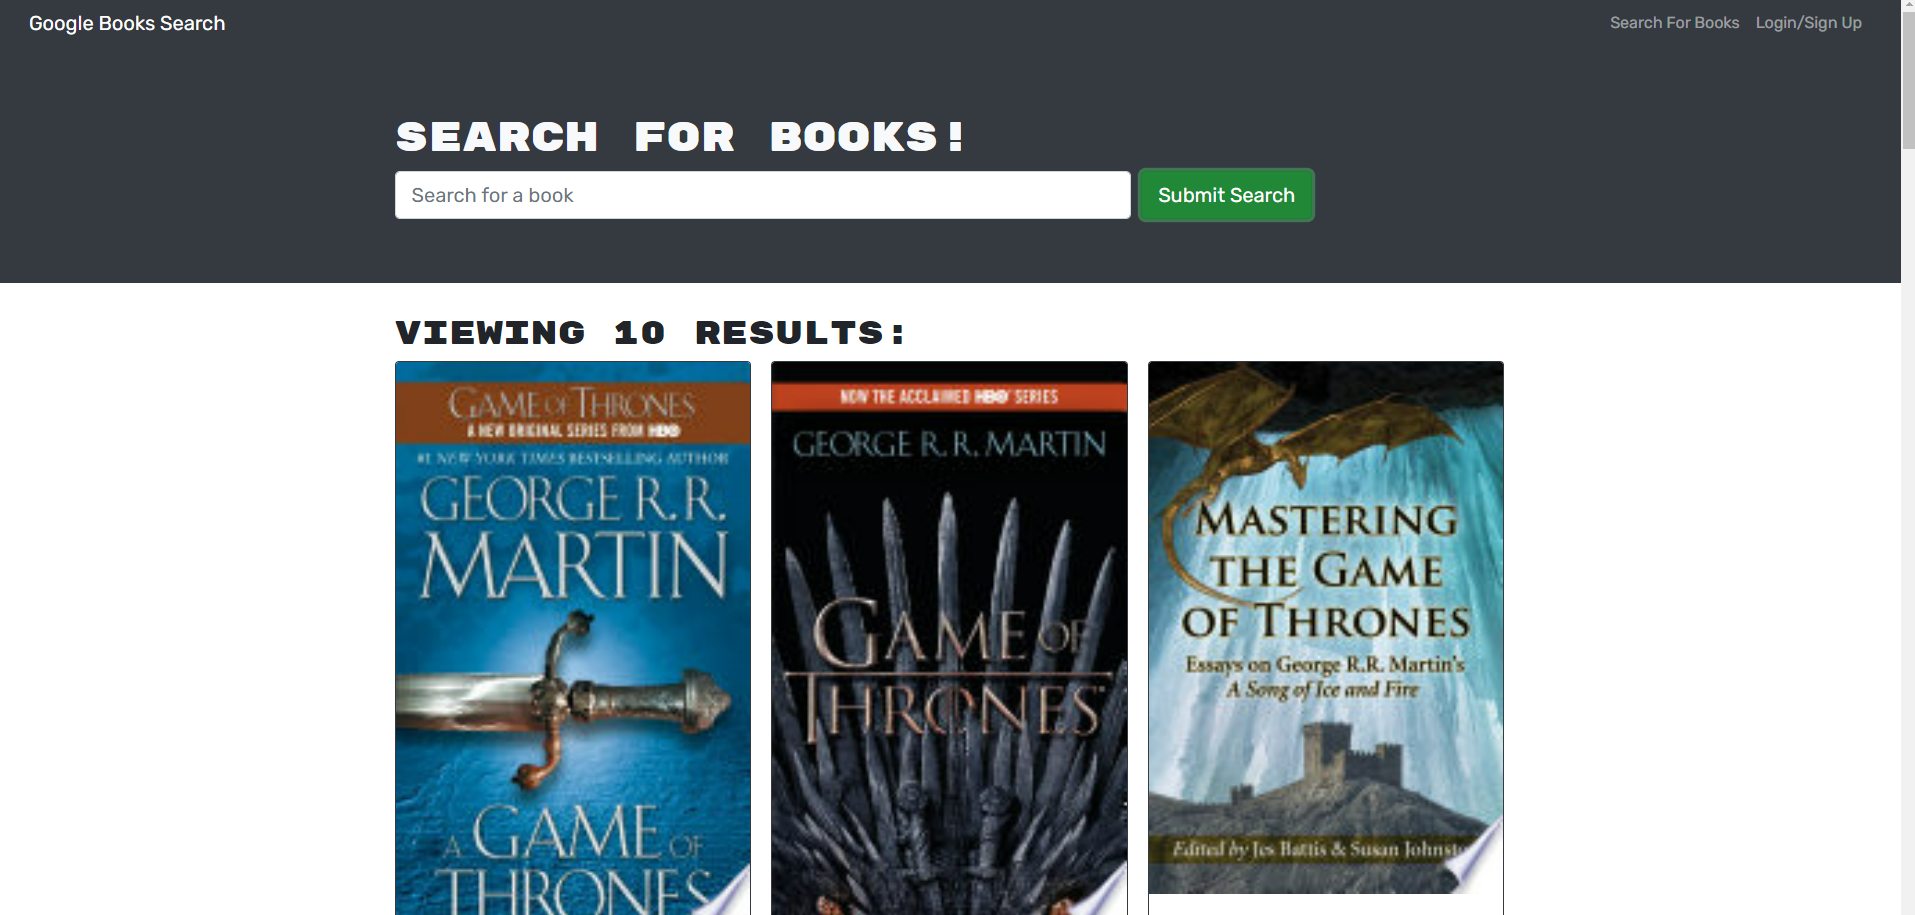 Google Books Search
Search For Books Login/Sign Up
SEARCH FOR BOOKS!
Search for a book
Submit Search
VIEWING 10 RESULTS:
GAME OF THRONES
A NEW ORIGINAL SERIES FROM HBO
#1 NEW YORK TIMES BESTSELLING AUTHOR
GEORGE R. R.
MARTIN
A GAME OF
THRONES
NOW THE ACCLAIMED HBO SERIES
GEORGE R. R. MARTIN
GAME OF
THRONES
MASTERING
THE GAME
OF THRONES
Essays on George R.R. Martin's
A Song of Ice and Fire
Edited by Jes Battis & Susan